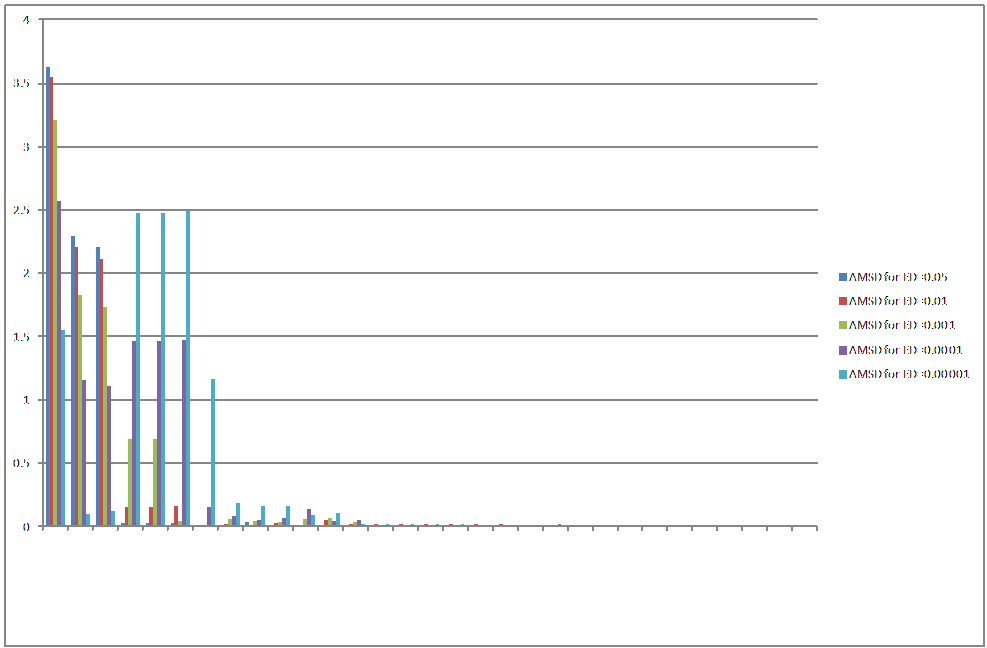 4
3.5
3
2.5
2
1.5
1
0.5
0
AMSD for ED=0.05
AMSD for ED=0.01
AMSD for ED=0.001
AMSD for ED=0.0001
AMSD for ED=0.00001